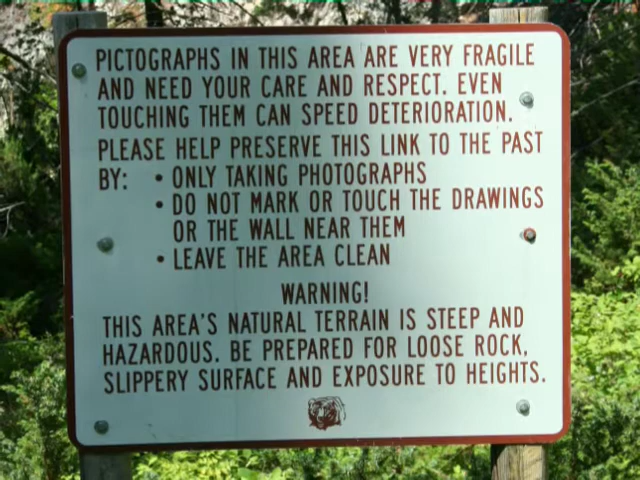 PICTOGRAPHS IN THIS AREA ARE VERY FRAGILE
AND NEED YOUR CARE AND RESPECT. EVEN
TOUCHING THEM CAN SPEED DETERIORATION.
PLEASE HELP PRESERVE THIS LINK TO THE PAST
BY: • ONLY TAKING PHOTOGRAPHS
• DO NOT MARK OR TOUCH THE DRAWINGS
OR THE WALL NEAR THEM
• LEAVE THE AREA CLEAN
WARNING!
THIS AREA'S NATURAL TERRAIN IS STEEP AND
HAZARDOUS. BE PREPARED FOR LOOSE ROCK,
SLIPPERY SURFACE AND EXPOSURE TO HEIGHTS.